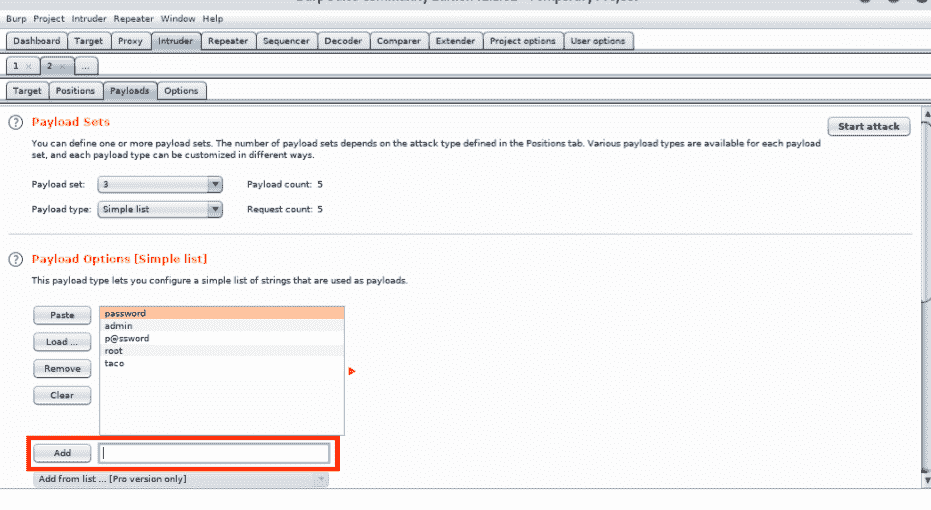 Burp Project Intruder Repeater Window Help
Dashboard Target Proxy Intruder Repeater Sequencer Decoder Comparer Extender Project options User options
1 × 2 × ...
Target Positions Payloads Options
? Payload Sets
Start attack
You can define one or more payload sets. The number of payload sets depends on the attack type defined in the Positions tab. Various payload types are available for each payload
set, and each payload type can be customized in different ways.
Payload set: 3 Payload count: 5
Payload type: Simple list Request count: 5
? Payload Options [Simple list]
This payload type lets you configure a simple list of strings that are used as payloads.
Paste
Load ...
Remove
Clear
password
admin
p@ssword
root
taco
Add
Add from list ... [Pro version only]